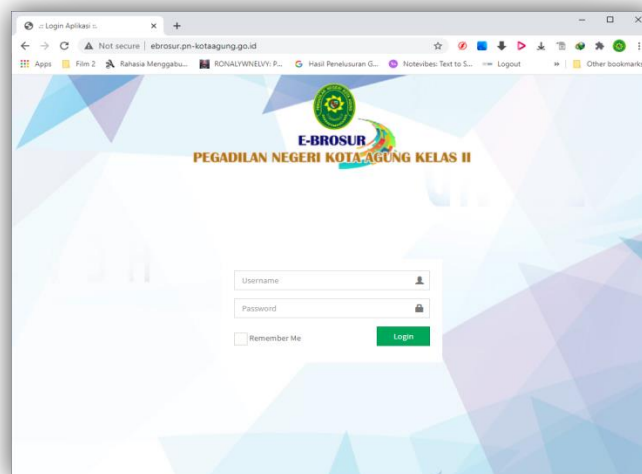 .:: Login Aplikasi ::.
Not secure | ebrosur.pn-kotaagung.go.id
Apps Film 2 Rahasia Menggabu... RONALYWNELVY: P... Hasil Penelusuran G... Notevibes: Text to S... Logout » Other bookmarks
E-BROSUR
PEGADILAN NEGERI KOTA AGUNG KELAS II
Username
Password
Remember Me
Login